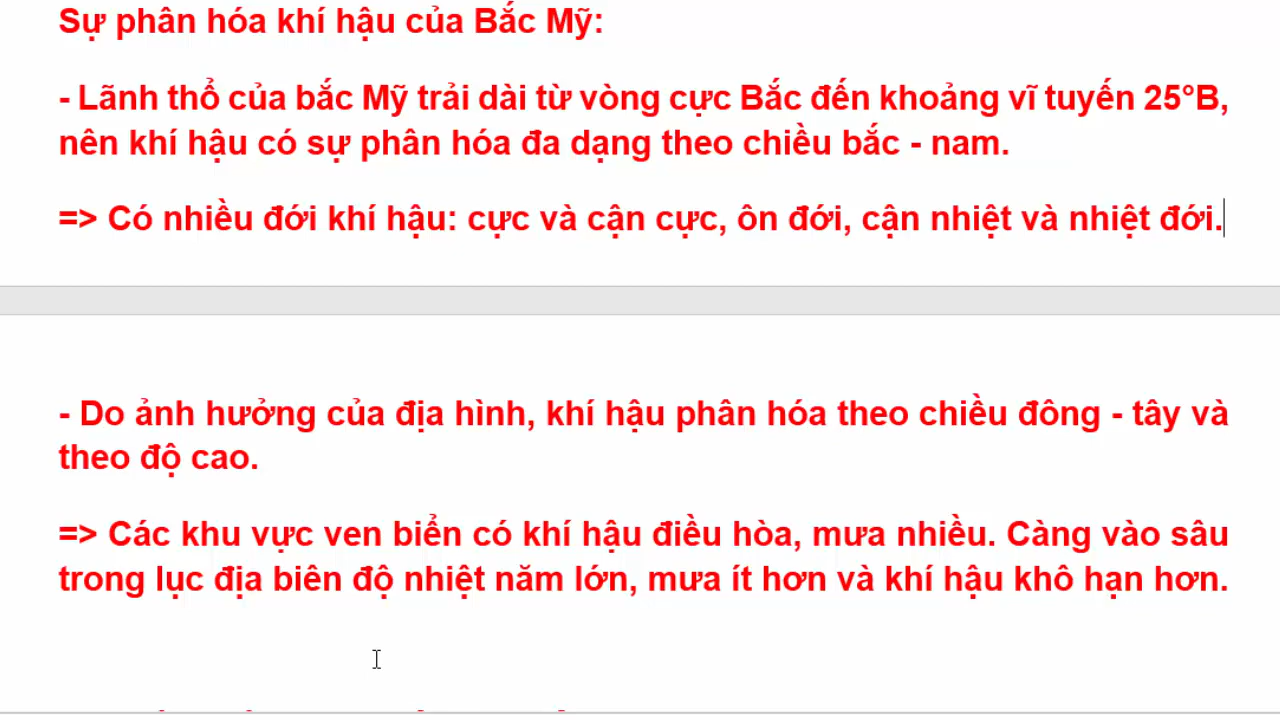 Sự phân hóa khí hậu của Bắc Mỹ:
- Lãnh thổ của bắc Mỹ trải dài từ vòng cực Bắc đến khoảng vĩ tuyến 25°B,
nên khí hậu có sự phân hóa đa dạng theo chiều bắc - nam.
=> Có nhiều đới khí hậu: cực và cận cực, ôn đới, cận nhiệt và nhiệt đới.
- Do ảnh hưởng của địa hình, khí hậu phân hóa theo chiều đông - tây và
theo độ cao.
=> Các khu vực ven biển có khí hậu điều hòa, mưa nhiều. Càng vào sâu
trong lục địa biên độ nhiệt năm lớn, mưa ít hơn và khí hậu khô hạn hơn.